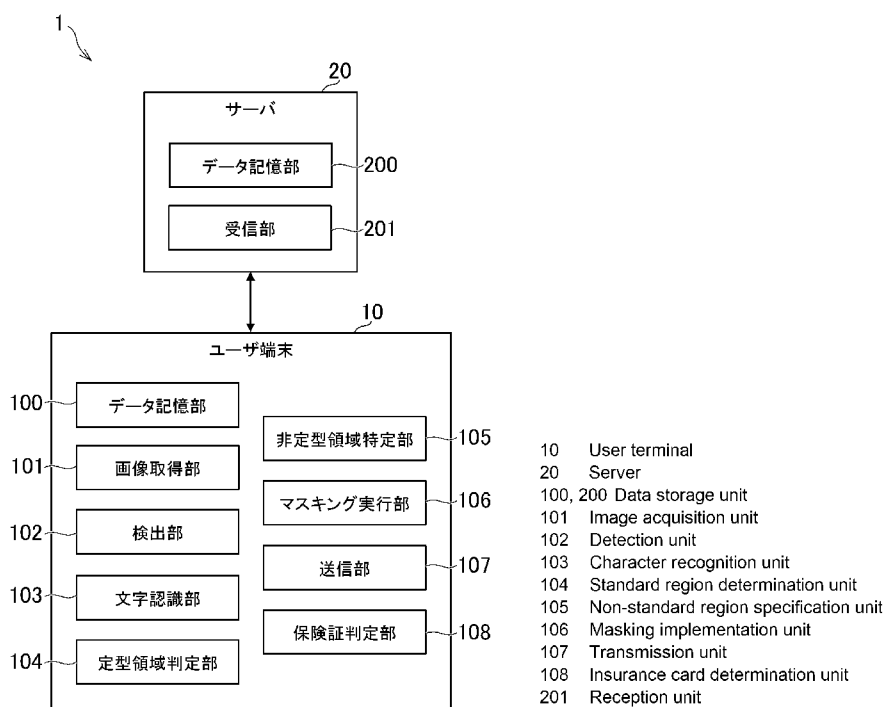 1
20
サーバ
データ記憶部
200
受信部
201
10
ユーザ端末
100
データ記憶部
101
画像取得部
102
検出部
103
文字認識部
104
定型領域判定部
非定型領域特定部
105
マスキング実行部
106
送信部
107
保険証判定部
108
10 User terminal
20 Server
100, 200 Data storage unit
101 Image acquisition unit
102 Detection unit
103 Character recognition unit
104 Standard region determination unit
105 Non-standard region specification unit
106 Masking implementation unit
107 Transmission unit
108 Insurance card determination unit
201 Reception unit